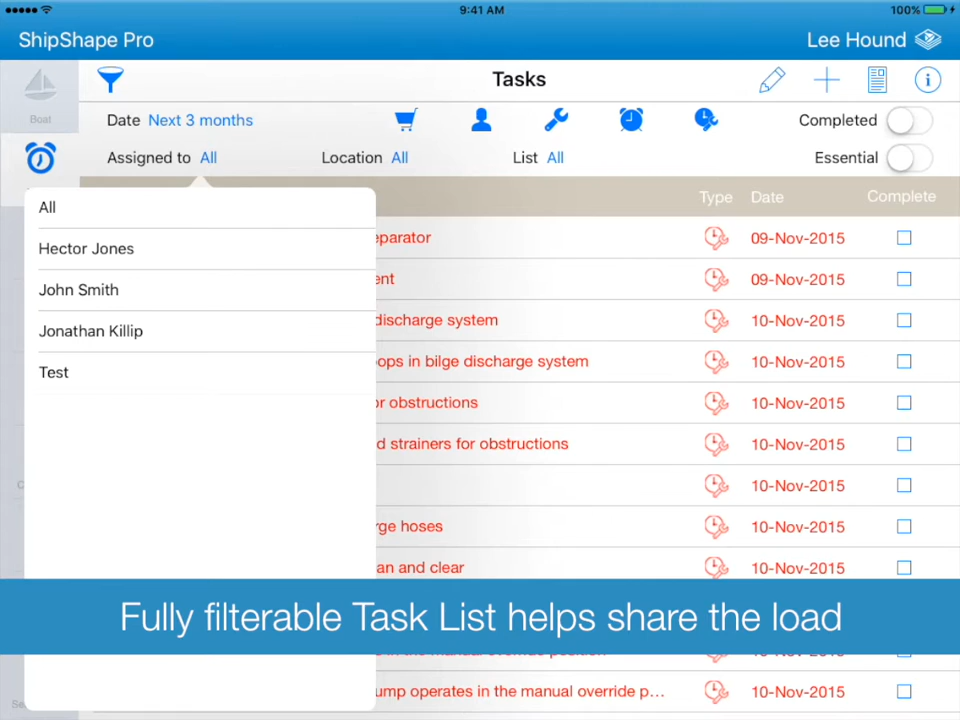 9:41 AM
100%
ShipShape Pro
Lee Hound
Boat
Tasks
Date Next 3 months
Completed
Assigned to All
Location All
List All
Essential
Type Date Complete
All
Hector Jones
John Smith
Jonathan Killip
Test
eparator 09-Nov-2015
ent 09-Nov-2015
discharge system 10-Nov-2015
oops in bilge discharge system 10-Nov-2015
or obstructions 10-Nov-2015
d strainers for obstructions 10-Nov-2015
10-Nov-2015
rge hoses 10-Nov-2015
an and clear 10-Nov-2015
Fully filterable Task List helps share the load
ump operates in the manual override p... 10-Nov-2015